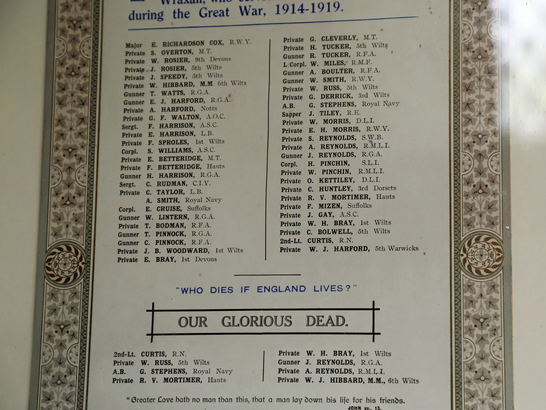 Wraxall, who
during the Great War, 1914-1919.
Major E. RICHARDSON COX, R.W.Y.
Private S. OVERTON, M.T.
Private W. ROSIER, 9th Devons
Private J. ROSIER, 5th Wilts
Private J. SPEEDY, 5th Wilts
Private W. HIBBARD, M.M 6th Wilts
Gunner T. WATTS, R.G.A.
Gunner E. J. HARFORD, R.G.A.
Private A. HARFORD, Notts
Private G. F. WALTON, A.O.C.
Sergt. F. HARRISON, A.S.C.
Private E. HARRISON, L.B.
Private F. SPROLES, 1st Wilts
Corpl. S. WILLIAMS, A.S.C.
Private E. BETTERIDGE, M.T.
Private F. BETTERIDGE, Hants
Gunner H. HARRISON, R.G.A.
Sergt. C. RUDMAN, C.I.Y.
Private C. TAYLOR, L.B.
A. SMITH, Royal Navy
Corpl. E. CRUISE, Suffolks
Gunner W. LINTERN, R.G.A.
Private T. BODMAN, R.F.A.
Gunner T. PINNOCK, R.G.A.
Gunner C. PINNOCK, R.F.A.
Private J. B. WOODWARD, 1st Wilts
Private E. BRAY, 1st Devons
Private G. CLEVERLY, M.T.
Private H. TUCKER, 5th Wilts
Gunner H. TUCKER, R.F.A.
L Corpl. W. MILES, R.M.F.
Gunner A. BOULTER, R.F.A.
Gunner W. SMITH, R.W.Y.
Private W. RUSS, 5th Wilts
Private G. DERRICK, 3rd Wilts
A.B. G. STEPHENS, Royal Navy
Sapper J. TILEY, R.E.
Private W. MORRIS, D.L.I.
Private E. H. MORRIS, R.W.Y.
Private S. REYNOLDS, S.W.B.
Private A. REYNOLDS, R.M.L.I.
Gunner J. REYNOLDS, R.G.A.
Corpl. H. PINCHIN, S.L.I.
Private W. PINCHIN, R.M.L.I.
Private O. KETTLEY, D.L.I.
Private C. HUNTLEY, 3rd Dorsets
Private R. V. MORTIMER, Hants
Private F. MIZEN, Suffolks
Private J. GAY, A.S.C.
Private W. H. BRAY, 1st Wilts
Private C. BOLWELL, 5th Wilts
2nd-Lt. CURTIS, R.N.
Private W. J. HARFORD, 5th Warwicks
"WHO DIES IF ENGLAND LIVES?"
OUR GLORIOUS DEAD.
2nd-Lt. CURTIS, R.N.
Private W. RUSS, 5th Wilts
A.B. G. STEPHENS, Royal Navy
Private R. V. MORTIMER, Hants
Private W. H. BRAY, 1st Wilts
Gunner J. REYNOLDS, R.G.A.
Private A. REYNOLDS, R.M.L.I.
Private W. J. HIBBARD, M.M., 6th Wilts
"Greater Love hath no man than this, that a man lay down his life for his friends.
JOHN